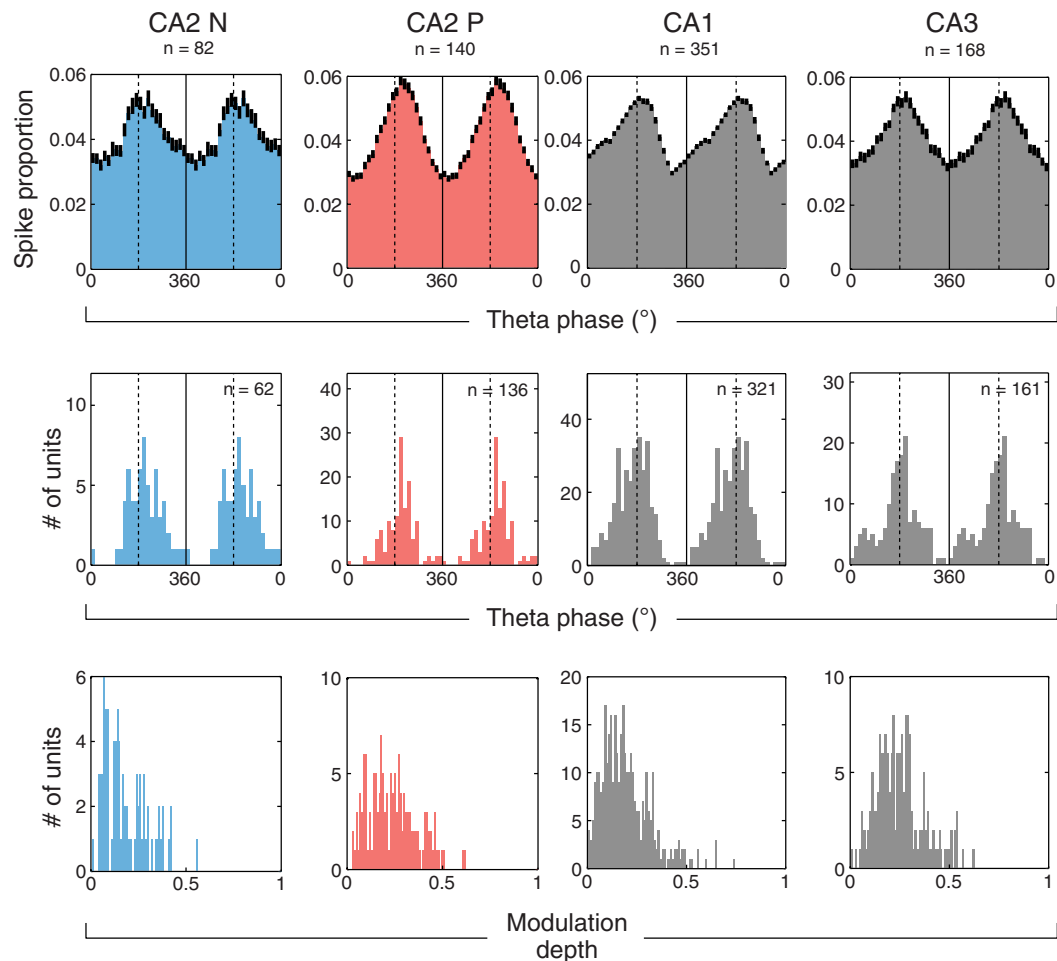 CA2 N CA2 P CA1 CA3
n = 82 n = 140 n = 351 n = 168
Spike proportion
0.06 0.06 0.06 0.06
0.04 0.04 0.04 0.04
0.02 0.02 0.02 0.02
0 0 0 0
0 360 0 0 360 0 0 360 0 0 360 0
Theta phase (°)
# of units
n = 62 n = 136 n = 321 n = 161
10 40 40 30
5 30 20 20
0 20 0 10
10 0
0
0 360 0 0 360 0 0 360 0 0 360 0
Theta phase (°)
# of units
6 10 20 10
4 5 15 5
2 0 10 0
0 5
0
0 0.5 1 0 0.5 1 0 0.5 1 0 0.5 1
Modulation
depth